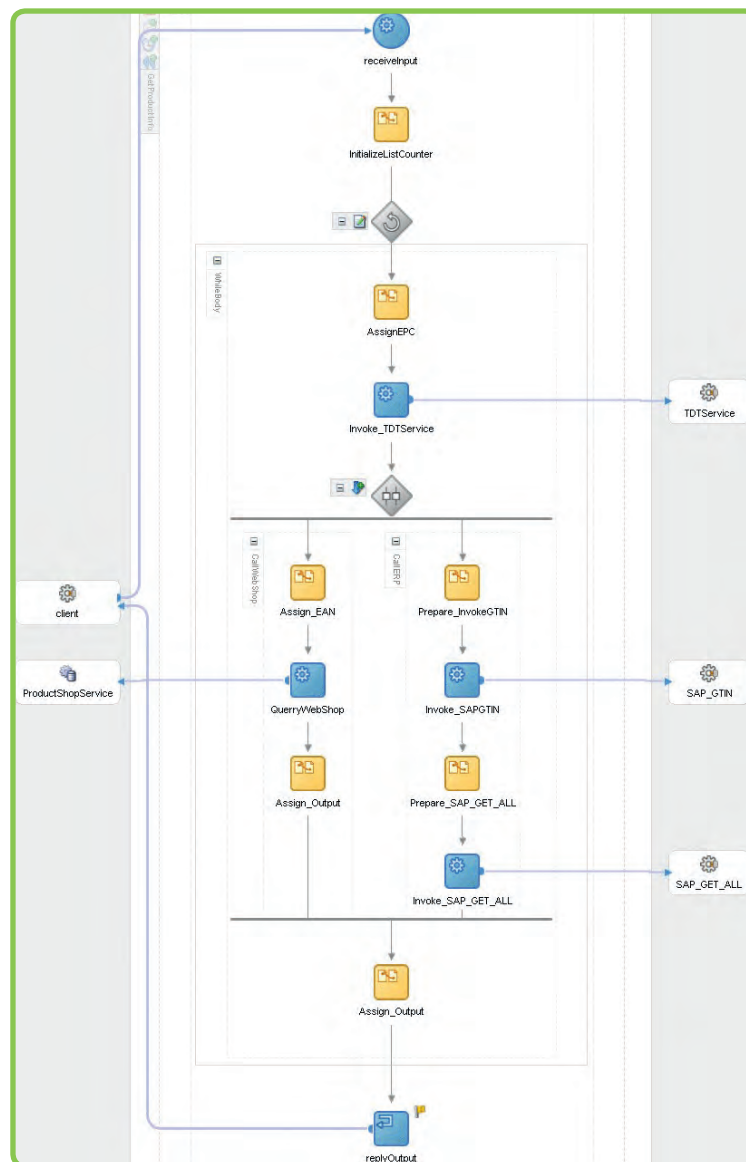 receiveInput
GetProductInfo
InitializeListCounter
WhileBody
AssignEPC
Invoke_TDTService
TDTService
CallWebShop
CallERP
Assign_EAN
Prepare_InvokeGTIN
client
ProductShopService
QuerryWebShop
Invoke_SAPGTIN
SAP_GTIN
Assign_Output
Prepare_SAP_GET_ALL
Invoke_SAP_GET_ALL
SAP_GET_ALL
Assign_Output
replyOutput